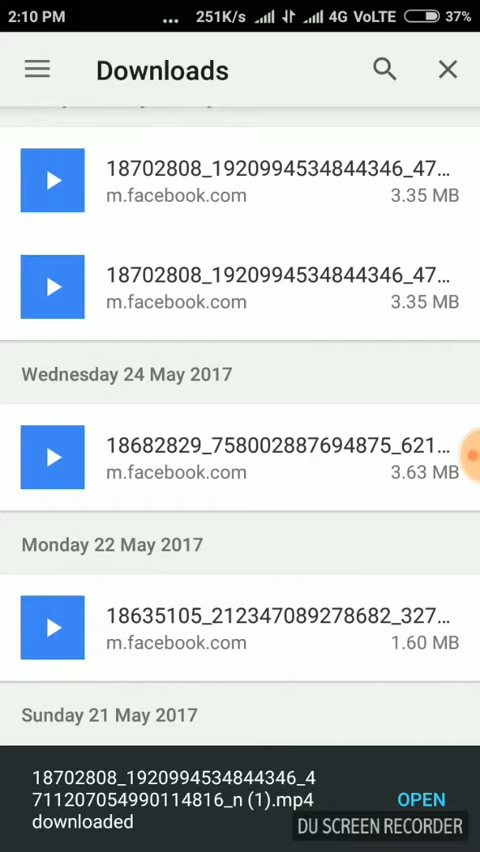 2:10 PM ... 251K/s 4G VoLTE 37%
Downloads
18702808_1920994534844346_47...
m.facebook.com 3.35 MB
18702808_1920994534844346_47...
m.facebook.com 3.35 MB
Wednesday 24 May 2017
18682829_758002887694875_621...
m.facebook.com 3.63 MB
Monday 22 May 2017
18635105_212347089278682_327...
m.facebook.com 1.60 MB
Sunday 21 May 2017
18702808_1920994534844346_4
711207054990114816_n (1).mp4
downloaded
OPEN
DU SCREEN RECORDER